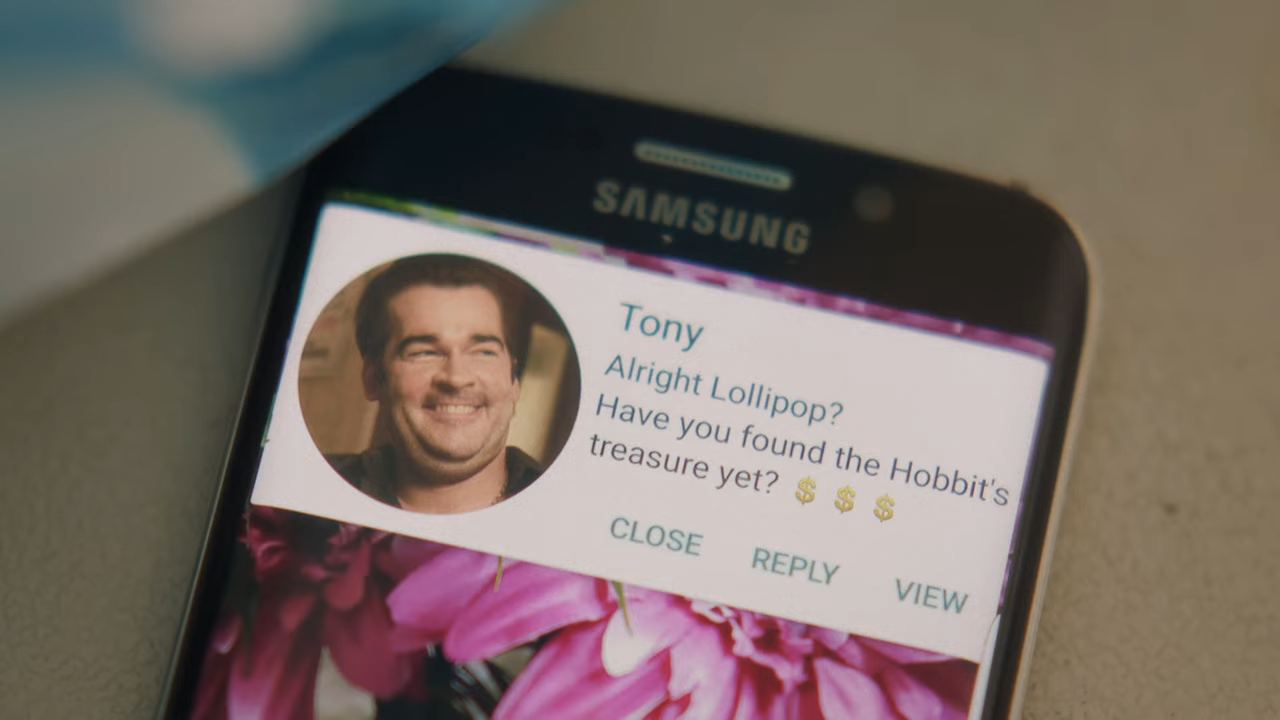 SAMSUNG
Tony
Alright Lollipop?
Have you found the Hobbit's
treasure yet? 💲💲💲
CLOSE REPLY VIEW